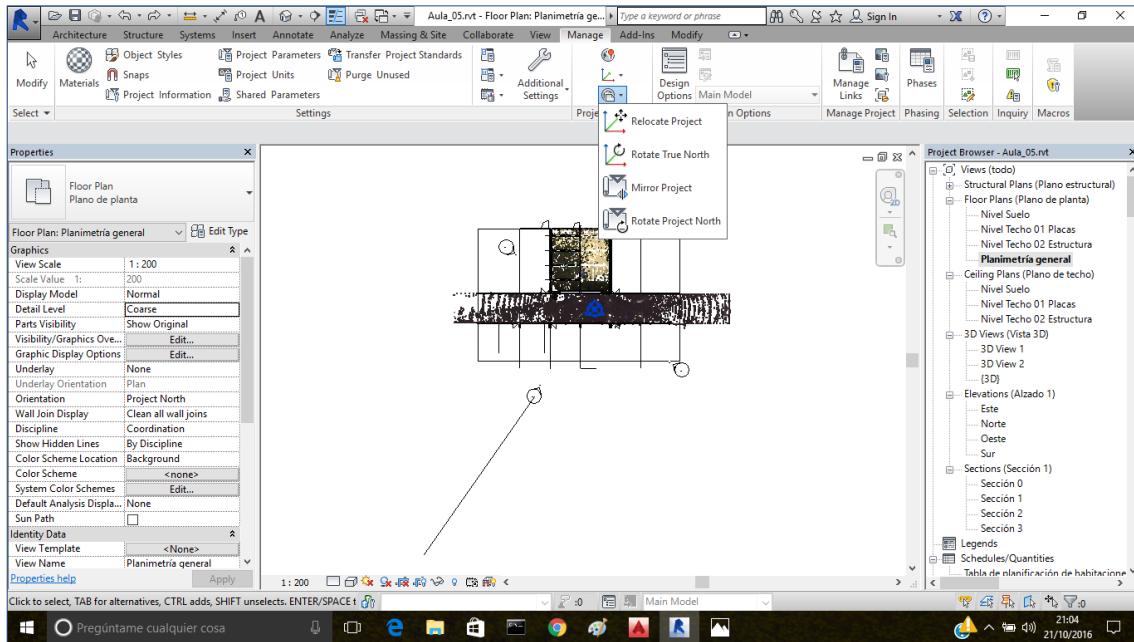 Aula_05.rvt - Floor Plan: Planimetría ge...
Type a keyword or phrase
Sign In
Architecture Structure Systems Insert Annotate Analyze Massing & Site Collaborate View Manage Add-Ins Modify
Modify
Materials
Object Styles
Snaps
Project Information
Project Parameters
Project Units
Shared Parameters
Transfer Project Standards
Purge Unused
Additional
Settings
Design
Options
Main Model
Manage
Links
Phases
Select
Settings
Proje
n Options
Manage Project
Phasing
Selection
Inquiry
Macros
Relocate Project
Rotate True North
Mirror Project
Rotate Project North
Properties
Floor Plan
Plano de planta
Floor Plan: Planimetría general
Edit Type
Graphics
View Scale 1 : 200
Scale Value 1: 200
Display Model Normal
Detail Level Coarse
Parts Visibility Show Original
Visibility/Graphics Ove... Edit...
Graphic Display Options Edit...
Underlay None
Underlay Orientation Plan
Orientation Project North
Wall Join Display Clean all wall joins
Discipline Coordination
Show Hidden Lines By Discipline
Color Scheme Location Background
Color Scheme <none>
System Color Schemes Edit...
Default Analysis Displa... None
Sun Path
Identity Data
View Template <None>
View Name Planimetría general
Properties help
Apply
2D
1 : 200
Project Browser - Aula_05.rvt
Views (todo)
Structural Plans (Plano estructural)
Floor Plans (Plano de planta)
Nivel Suelo
Nivel Techo 01 Placas
Nivel Techo 02 Estructura
Planimetría general
Ceiling Plans (Plano de techo)
Nivel Suelo
Nivel Techo 01 Placas
Nivel Techo 02 Estructura
3D Views (Vista 3D)
3D View 1
3D View 2
{3D}
Elevations (Alzado 1)
Este
Norte
Oeste
Sur
Sections (Sección 1)
Sección 0
Sección 1
Sección 2
Sección 3
Legends
Schedules/Quantities
Tabla de planificación de habitacione
Click to select, TAB for alternatives, CTRL adds, SHIFT unselects. ENTER/SPACE t
:0
Main Model
:0
Pregúntame cualquier cosa
21:04
21/10/2016